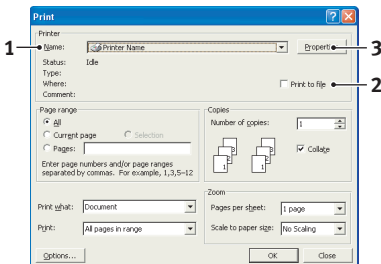 Print
Printer
1 Name: Printer Name Properti 3
Status: Idle
Type:
Where: Print to file 2
Comment:
Page range
All
Current page Selection
Pages:
Enter page numbers and/or page ranges
separated by commas. For example, 1,3,5–12
Copies
Number of copies: 1
Collate
Print what: Document
Print: All pages in range
Zoom
Pages per sheet: 1 page
Scale to paper size: No Scaling
Options... OK Close